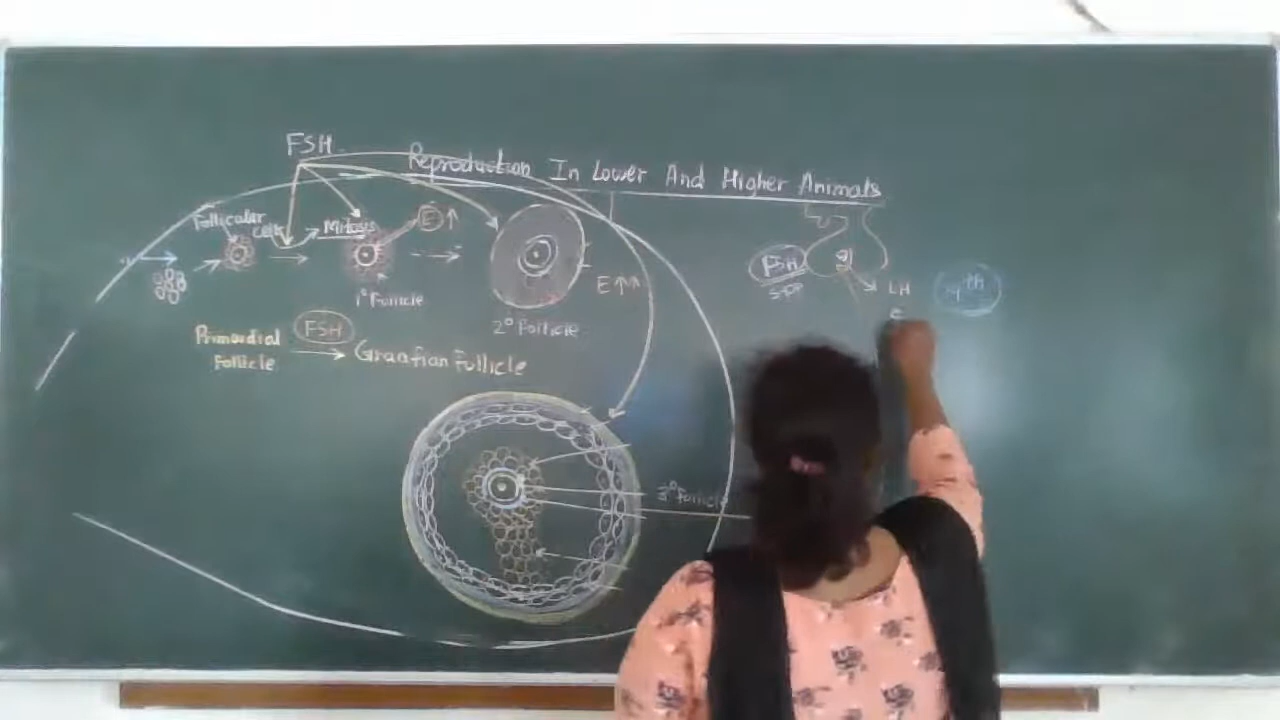 FSH
Reproduction In Lower And Higher Animals
Follicular cells
Mitosis
E↑
1° Follicle
2° Follicle
E↑↑
FSH
LH
14th
Primordial Follicle
FSH
Graafian Follicle
3° Follicle